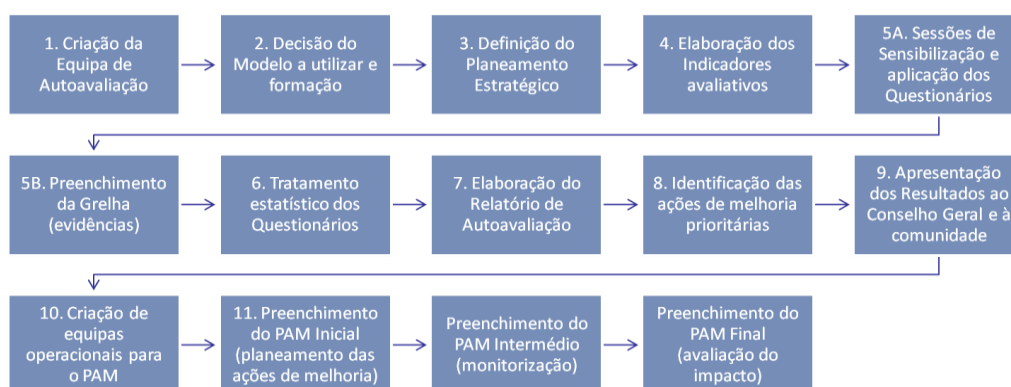 1. Criação da
Equipa de
Autoavaliação
2. Decisão do
Modelo a utilizar e
formação
3. Definição do
Planeamento
Estratégico
4. Elaboração dos
Indicadores
avaliativos
5A. Sessões de
Sensibilização e
aplicação dos
Questionários
5B. Preenchimento
da Grelha
(evidências)
6. Tratamento
estatístico dos
Questionários
7. Elaboração do
Relatório de
Autoavaliação
8. Identificação das
ações de melhoria
prioritárias
9. Apresentação
dos Resultados ao
Conselho Geral e à
comunidade
10. Criação de
equipas
operacionais para
o PAM
11. Preenchimento
do PAM Inicial
(planeamento das
ações de melhoria)
Preenchimento do
PAM Intermédio
(monitorização)
Preenchimento do
PAM Final
(avaliação do
impacto)